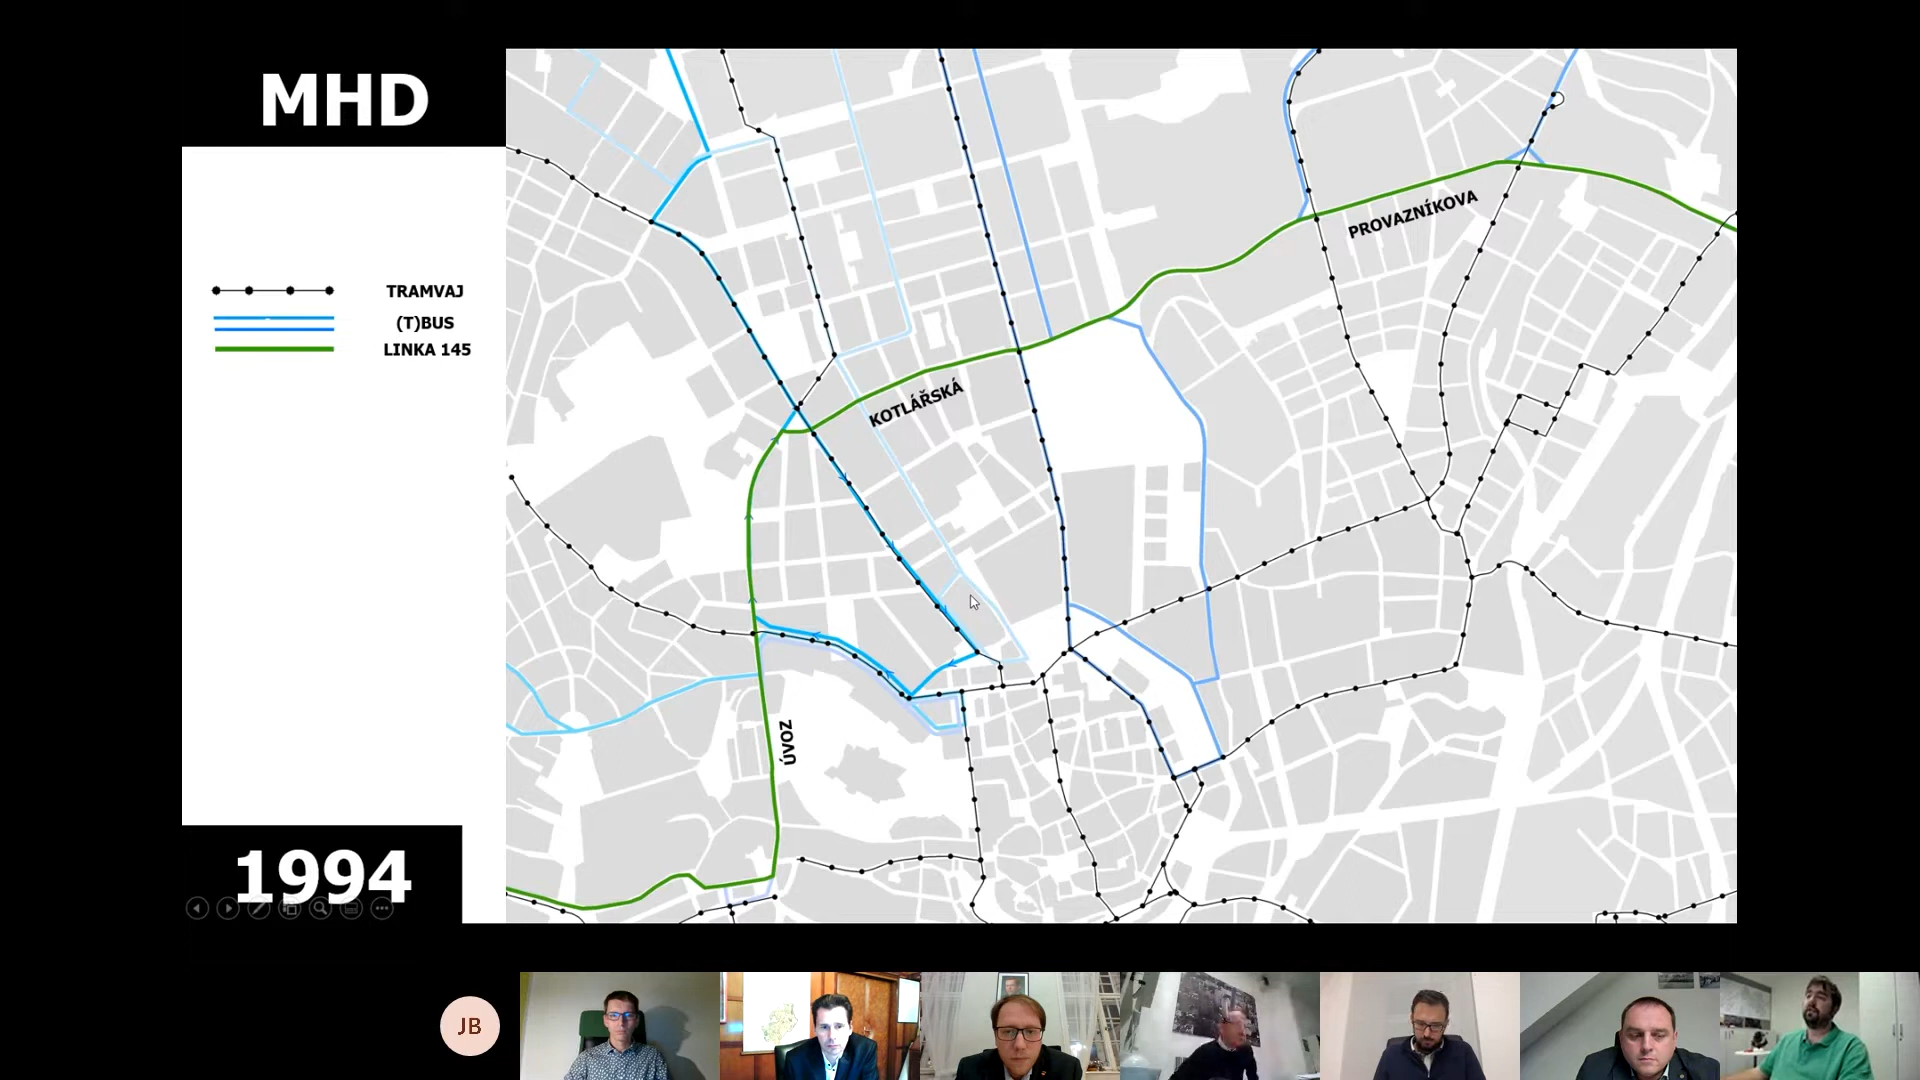 MHD
TRAMVAJ
(T)BUS
LINKA 145
PROVAZNÍKOVA
KOTLÁŘSKÁ
ÚVOZ
1994
JB